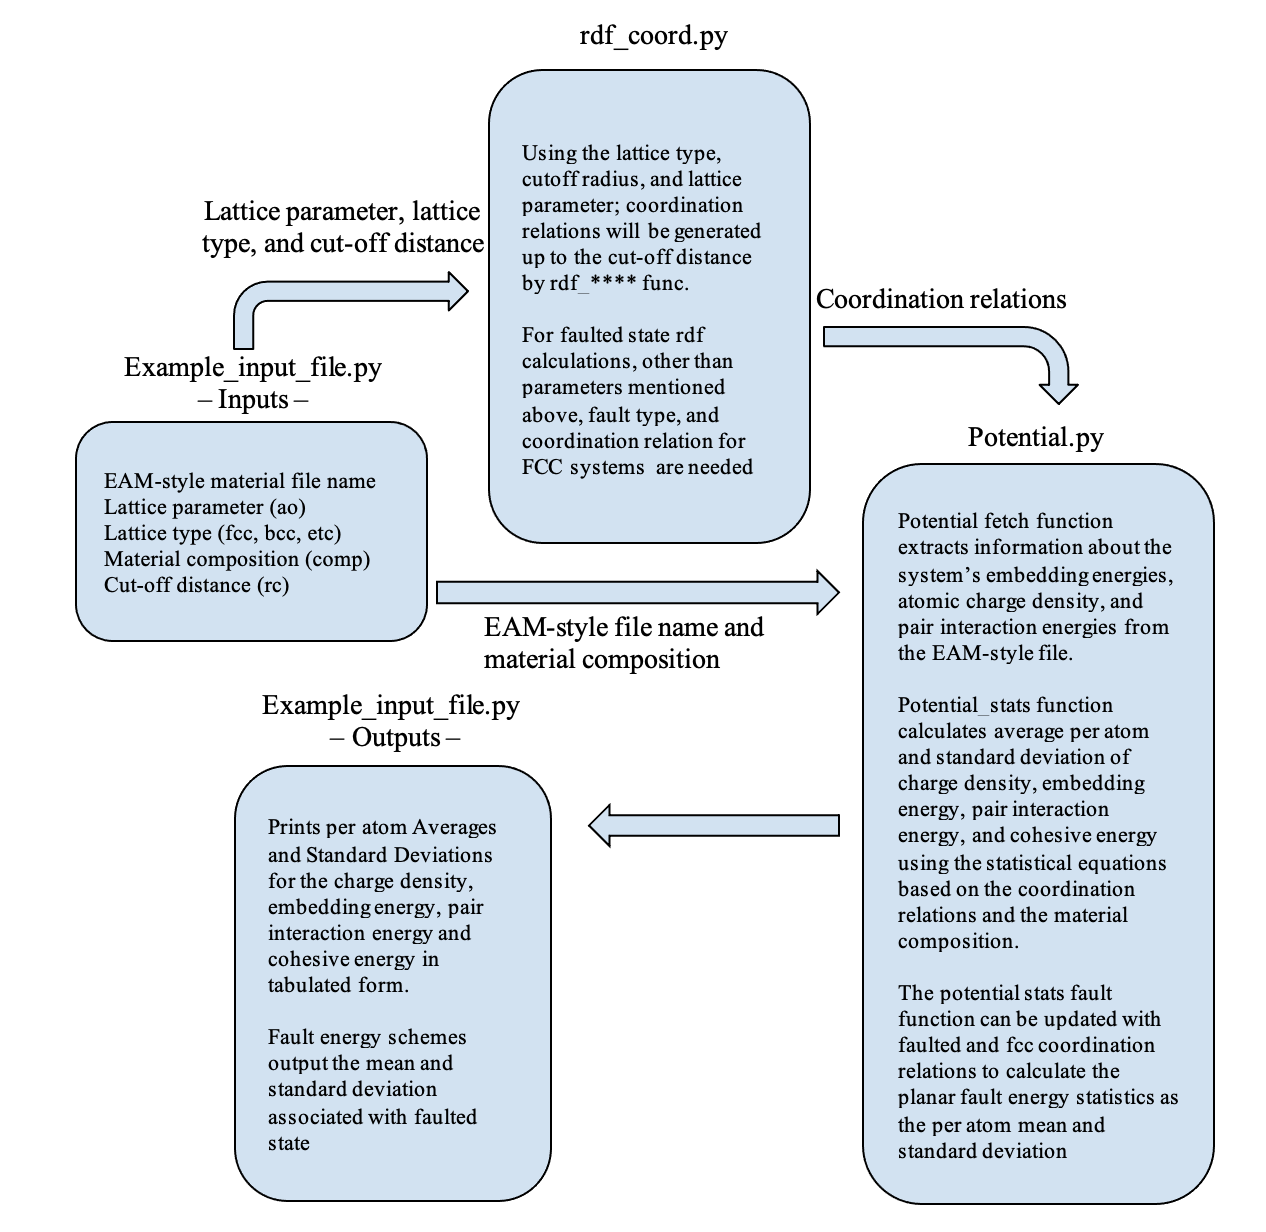 rdf_coord.py
Using the lattice type,
cutoff radius, and lattice
parameter; coordination
relations will be generated
up to the cut-off distance
by rdf_**** func.
For faulted state rdf
calculations, other than
parameters mentioned
above, fault type, and
coordination relation for
FCC systems are needed
Lattice parameter, lattice
type, and cut-off distance
Coordination relations
Example_input_file.py
– Inputs –
EAM-style material file name
Lattice parameter (ao)
Lattice type (fcc, bcc, etc)
Material composition (comp)
Cut-off distance (rc)
EAM-style file name and
material composition
Potential.py
Potential fetch function
extracts information about the
system’s embedding energies,
atomic charge density, and
pair interaction energies from
the EAM-style file.
Potential_stats function
calculates average per atom
and standard deviation of
charge density, embedding
energy, pair interaction
energy, and cohesive energy
using the statistical equations
based on the coordination
relations and the material
composition.
The potential stats fault
function can be updated with
faulted and fcc coordination
relations to calculate the
planar fault energy statistics as
the per atom mean and
standard deviation
Example_input_file.py
– Outputs –
Prints per atom Averages
and Standard Deviations
for the charge density,
embedding energy, pair
interaction energy and
cohesive energy in
tabulated form.
Fault energy schemes
output the mean and
standard deviation
associated with faulted
state